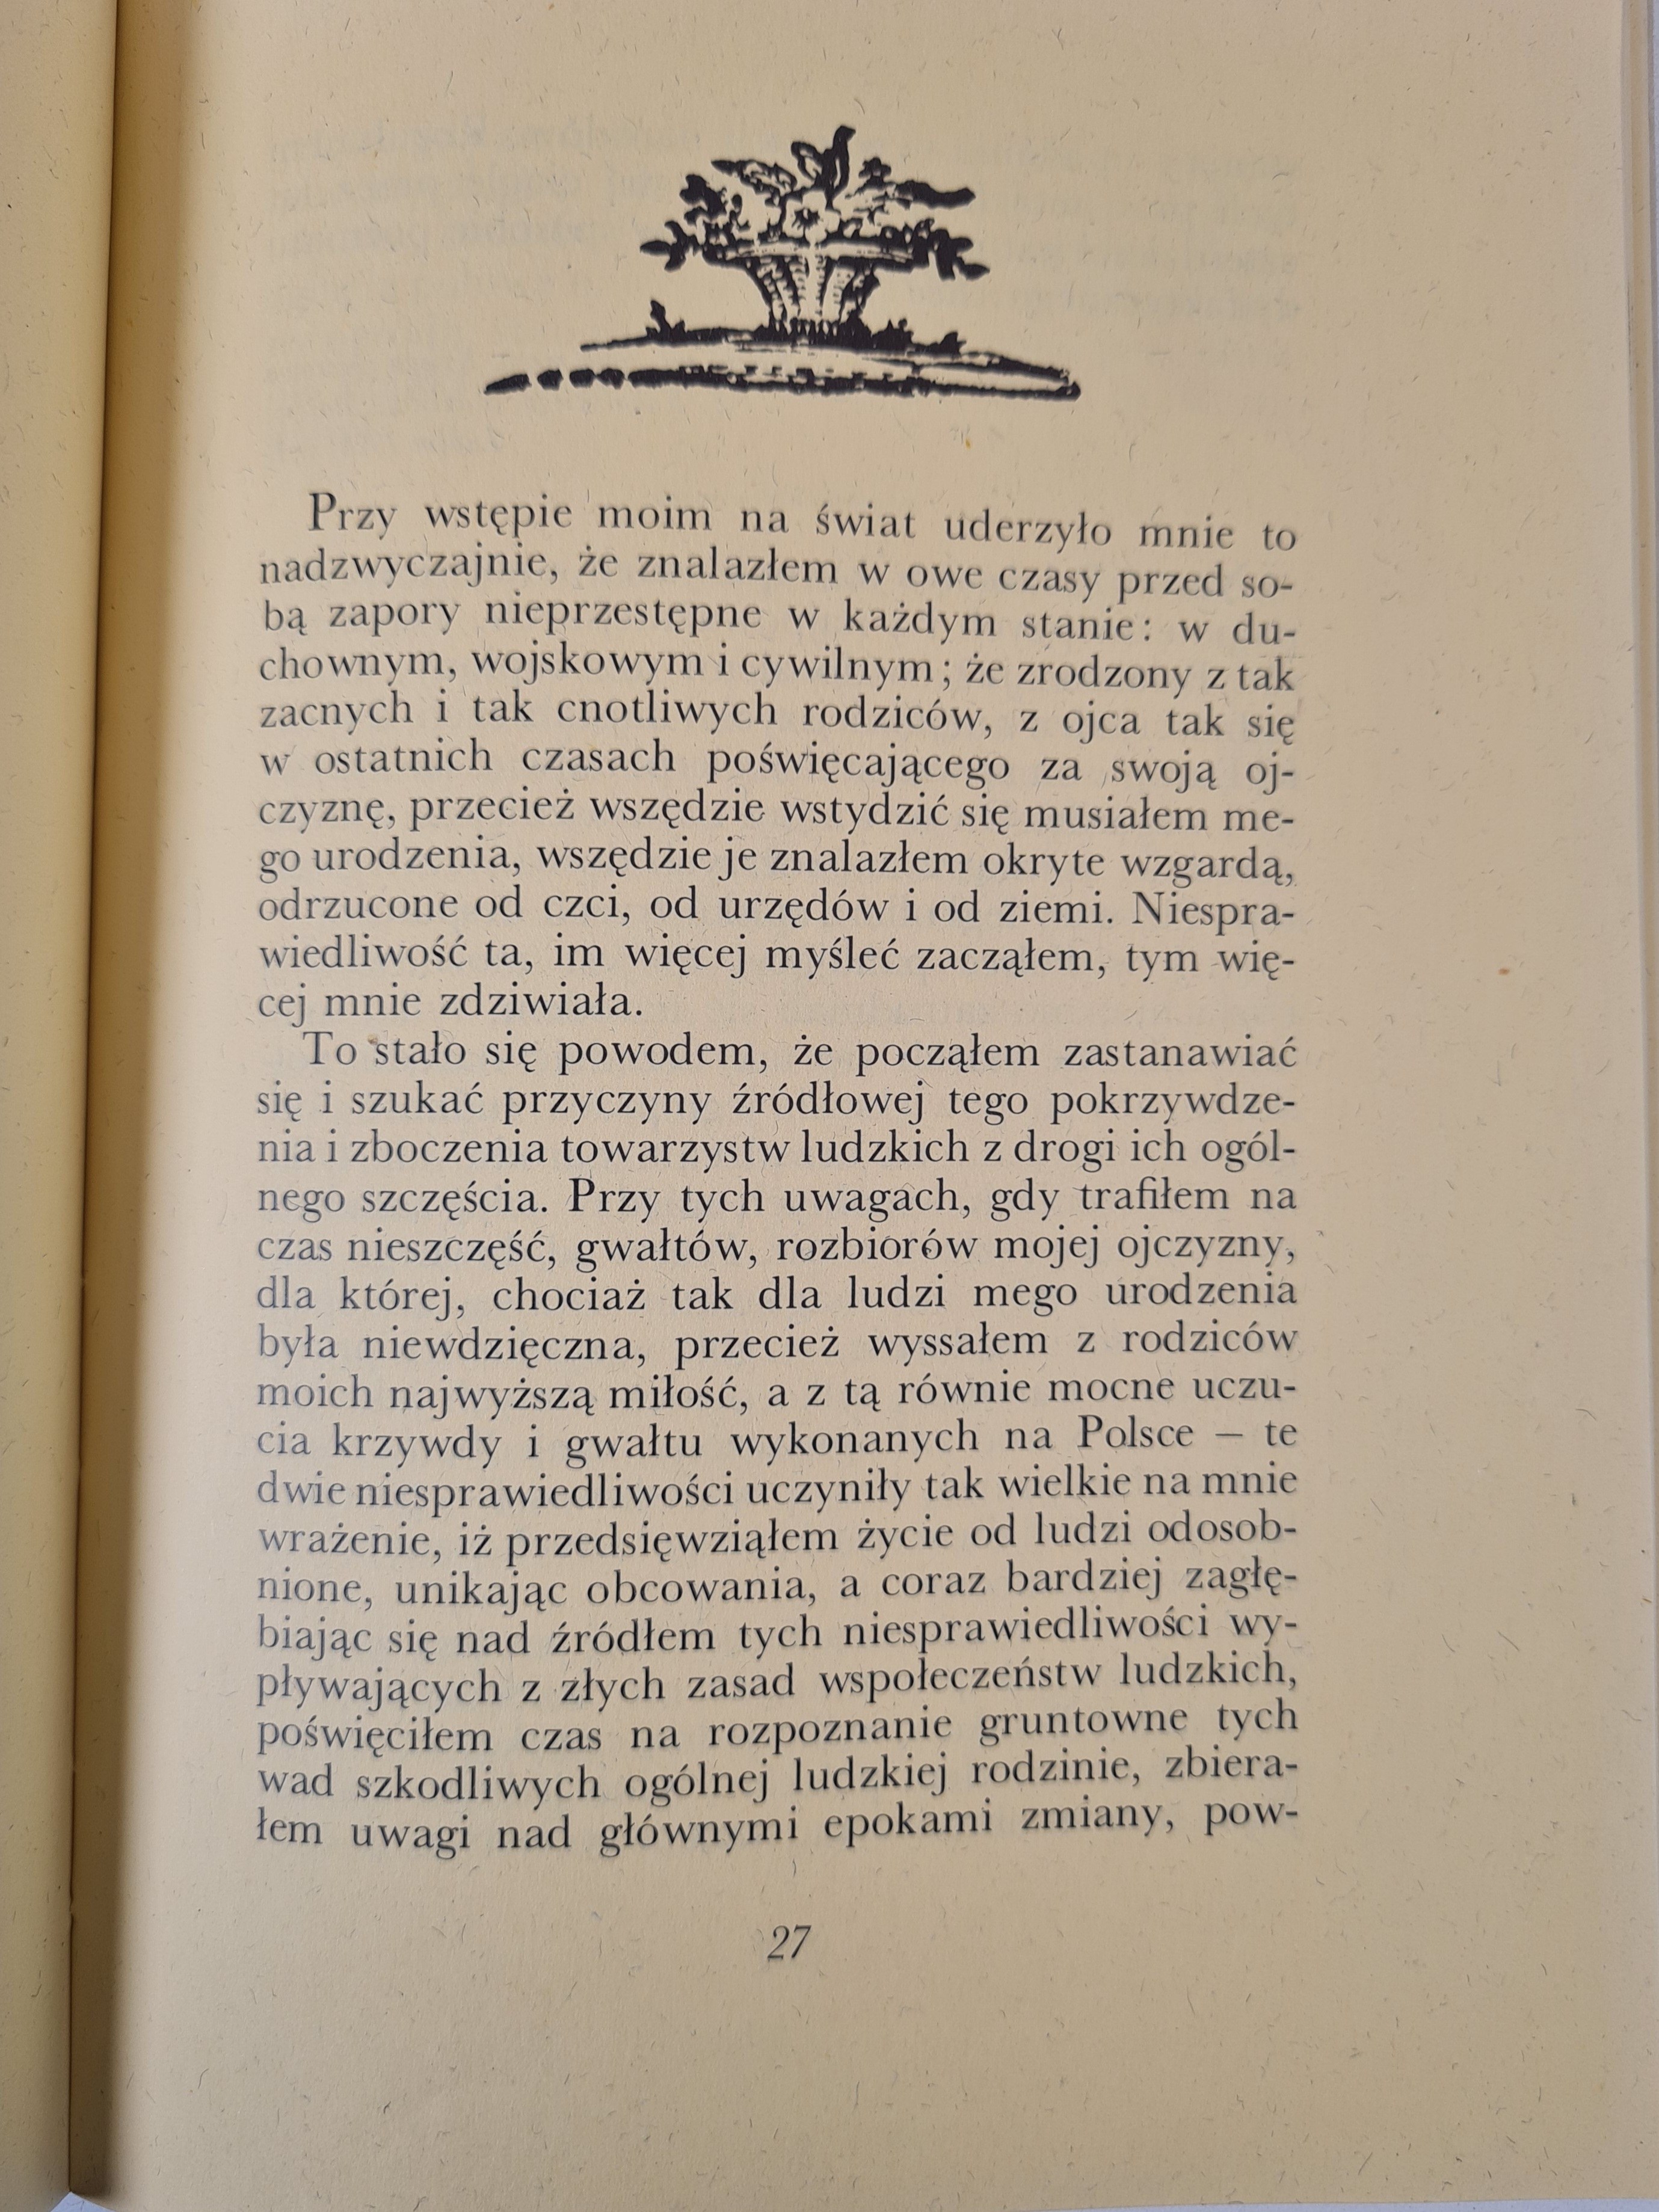 Przy wstępie moim na świat uderzyło mnie to
nadzwyczajnie, że znalazłem w owe czasy przed so-
bą zapory nieprzestępne w każdym stanie: w du-
chownym, wojskowym i cywilnym; że zrodzony z tak
zacnych i tak cnotliwych rodziców, z ojca tak się
w ostatnich czasach poświęcającego za swoją oj-
czyznę, przecież wszędzie wstydzić się musiałem me-
go urodzenia, wszędzie je znalazłem okryte wzgardą,
odrzucone od czci, od urzędów i od ziemi. Niespra-
wiedliwość ta, im więcej myśleć zacząłem, tym wię-
cej mnie zdziwiała.
To stało się powodem, że począłem zastanawiać
się i szukać przyczyny źródłowej tego pokrzywdze-
nia i zboczenia towarzystw ludzkich z drogi ich ogól-
nego szczęścia. Przy tych uwagach, gdy trafiłem na
czas nieszczęść, gwałtów, rozbiorów mojej ojczyzny,
dla której, chociaż tak dla ludzi mego urodzenia
była niewdzięczna, przecież wyssałem z rodziców
moich najwyższą miłość, a z tą równie mocne uczu-
cia krzywdy i gwałtu wykonanych na Polsce – te
dwie niesprawiedliwości uczyniły tak wielkie na mnie
wrażenie, iż przedsięwziąłem życie od ludzi odosob-
nione, unikając obcowania, a coraz bardziej zagłę-
biając się nad źródłem tych niesprawiedliwości wy-
pływających z złych zasad wspołeczeństw ludzkich,
poświęciłem czas na rozpoznanie gruntowne tych
wad szkodliwych ogólnej ludzkiej rodzinie, zbiera-
łem uwagi nad głównymi epokami zmiany, pow-
27